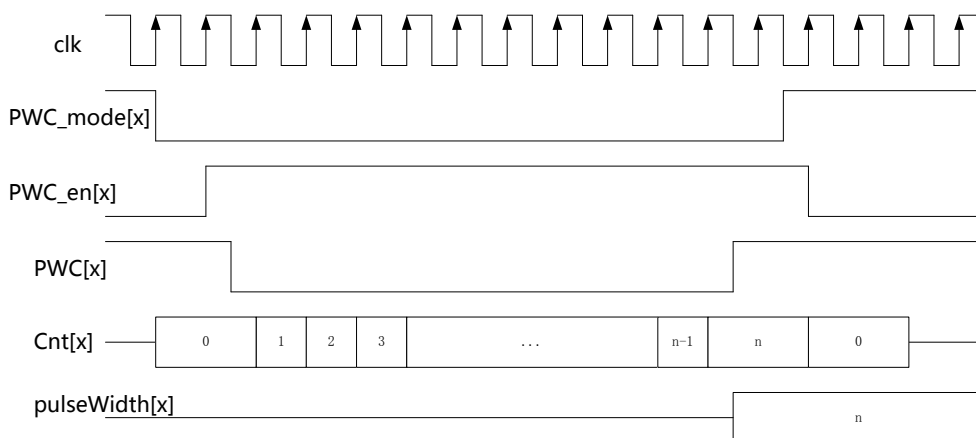 clk
PWC_mode[x]
PWC_en[x]
PWC[x]
Cnt[x] 0 1 2 3 ... n-1 n 0
pulseWidth[x] n